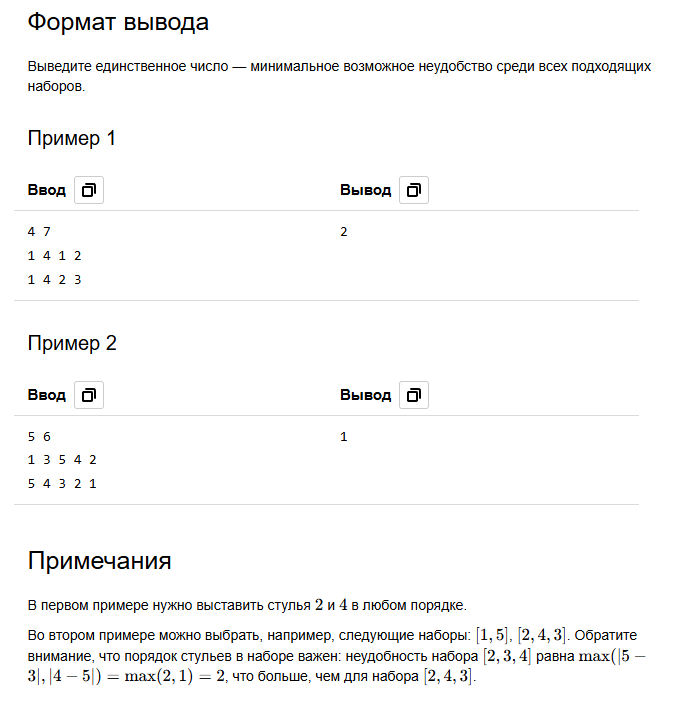 Формат вывода
Выведите единственное число — минимальное возможное неудобство среди всех подходящих
наборов.
Пример 1
Ввод Вывод
4 7 2
1 4 1 2
1 4 2 3
Пример 2
Ввод Вывод
5 6 1
1 3 5 4 2
5 4 3 2 1
Примечания
В первом примере нужно выставить стулья 2 и 4 в любом порядке.
Во втором примере можно выбрать, например, следующие наборы: [1, 5], [2, 4, 3]. Обратите
внимание, что порядок стульев в наборе важен: неудобность набора [2, 3, 4] равна max(|5 −
3|, |4 − 5|) = max(2, 1) = 2, что больше, чем для набора [2, 4, 3].